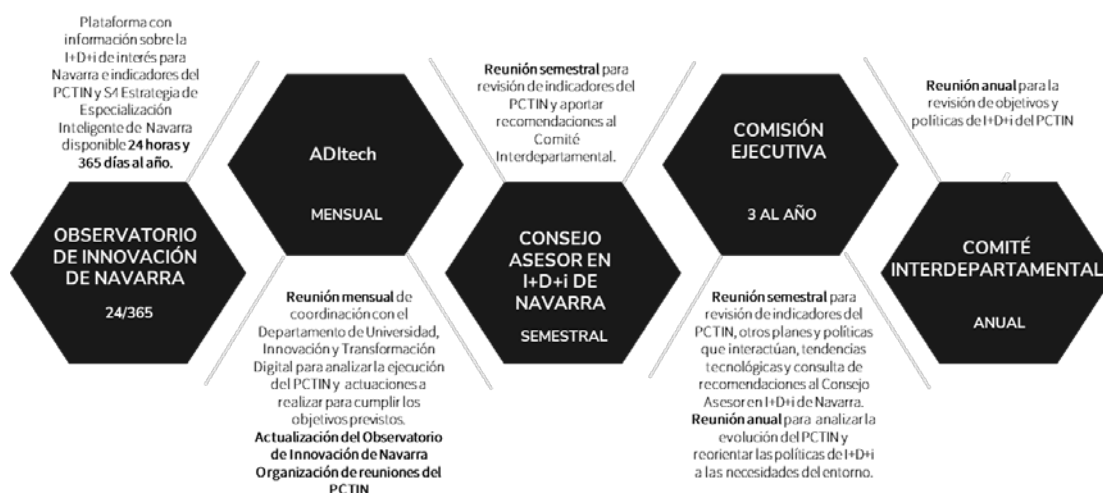 Plataforma con
información sobre la
I+D+i de interés para
Navarra e indicadores del
PCTIN y S4 Estrategia de
Especialización
Inteligente de Navarra
disponible 24 horas y
365 días al año.
OBSERVATORIO
DE INNOVACIÓN
DE NAVARRA
24/365
ADItech
MENSUAL
Reunión mensual de
coordinación con el
Departamento de Universidad,
Innovación y Transformación
Digital para analizar la ejecución
del PCTIN y actuaciones a
realizar para cumplir los
objetivos previstos.
Actualización del Observatorio
de Innovación de Navarra
Organización de reuniones del
PCTIN
Reunión semestral para
revisión de indicadores del
PCTIN y aportar
recomendaciones al
Comité
Interdepartamental.
CONSEJO
ASESOR EN
I+D+i DE
NAVARRA
SEMESTRAL
COMISIÓN
EJECUTIVA
3 AL AÑO
Reunión semestral para
revisión de indicadores del
PCTIN, otros planes y políticas
que interactúan, tendencias
tecnológicas y consulta de
recomendaciones al Consejo
Asesor en I+D+i de Navarra.
Reunión anual para analizar la
evolución del PCTIN y
reorientar las políticas de I+D+i
a las necesidades del entorno.
Reunión anual para la
revisión de objetivos y
políticas de I+D+i del PCTIN
COMITÉ
INTERDEPARTAMENTAL
ANUAL